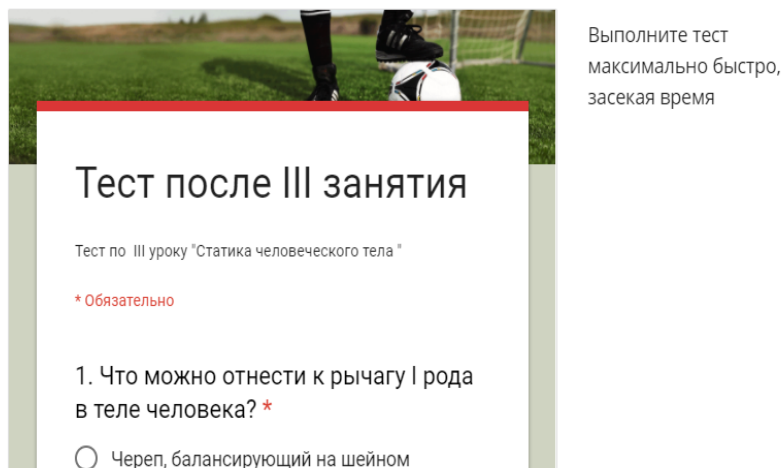 Тест после III занятия
Тест по III уроку "Статика человеческого тела "
* Обязательно
1. Что можно отнести к рычагу I рода
в теле человека? *
Череп, балансирующий на шейном
Выполните тест
максимально быстро,
засекая время